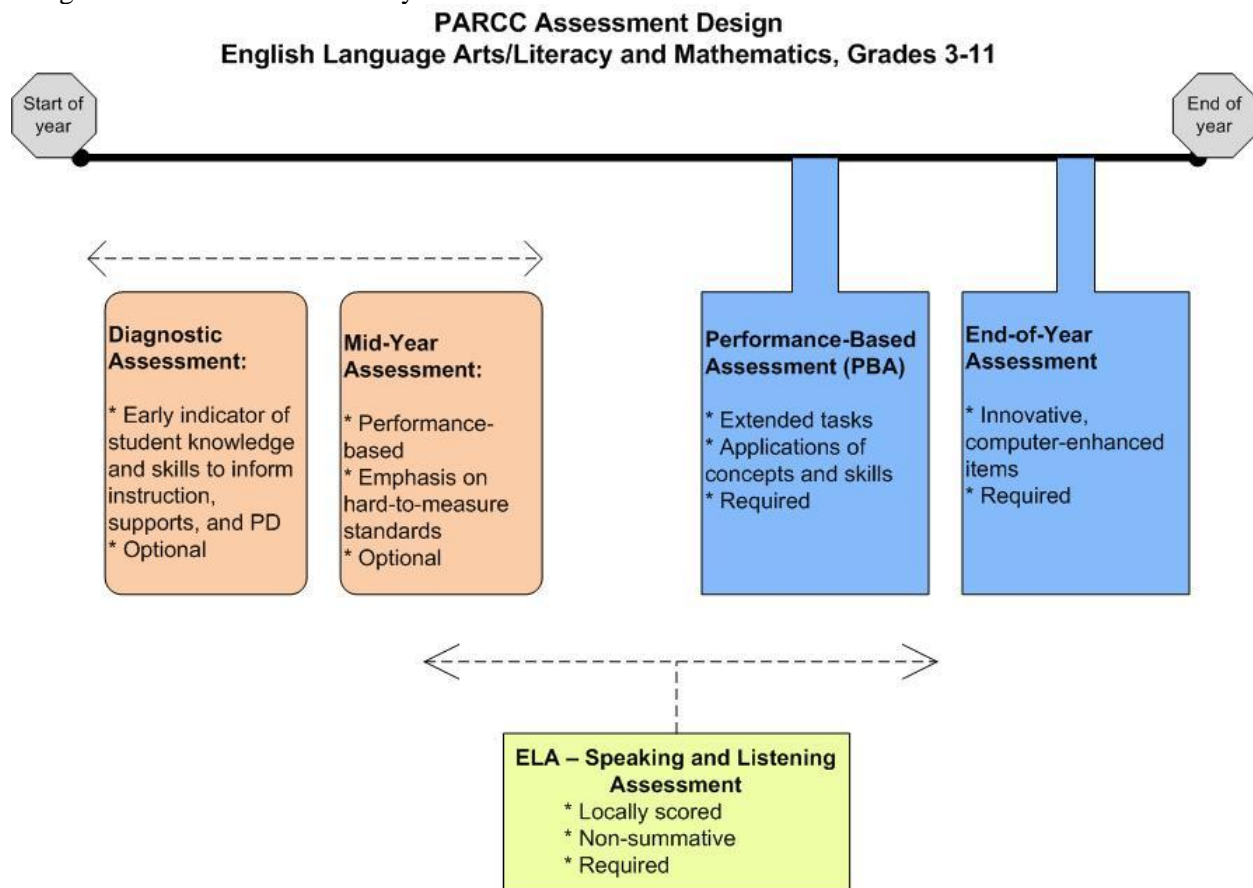 PARCC Assessment Design
English Language Arts/Literacy and Mathematics, Grades 3-11
Start of
year
End of
year
Diagnostic
Assessment:
* Early indicator of
student knowledge
and skills to inform
instruction,
supports, and PD
* Optional
Mid-Year
Assessment:
* Performance-
based
* Emphasis on
hard-to-measure
standards
* Optional
Performance-Based
Assessment (PBA)
* Extended tasks
* Applications of
concepts and skills
* Required
End-of-Year
Assessment
* Innovative,
computer-enhanced
items
* Required
ELA – Speaking and Listening
Assessment
* Locally scored
* Non-summative
* Required